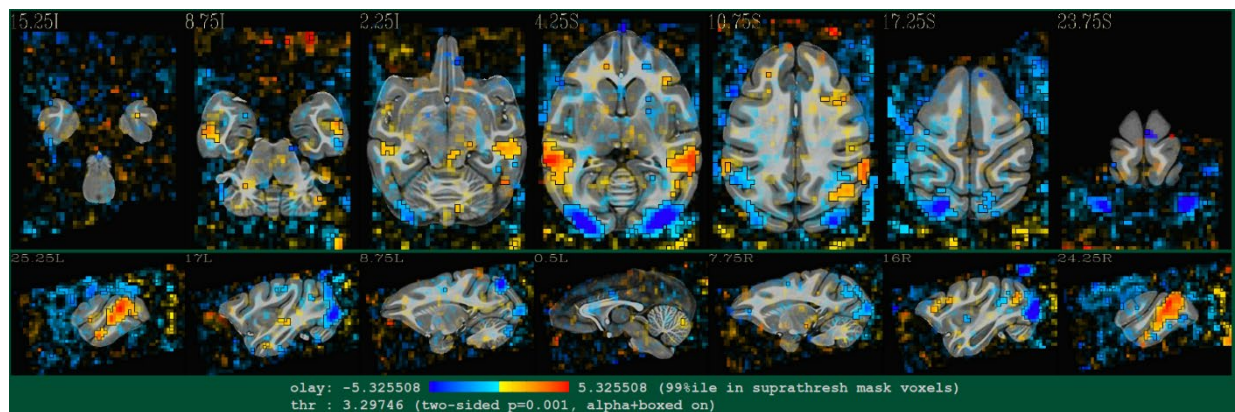 15.25I 8.75I 2.25I 4.25S 10.75S 17.25S 23.75S
25.25L 17L 8.75L 0.5L 7.75R 16R 24.25R
olay: -5.325508 5.325508 (99%ile in suprathresh mask voxels)
thr : 3.29746 (two-sided p=0.001, alpha+boxed on)